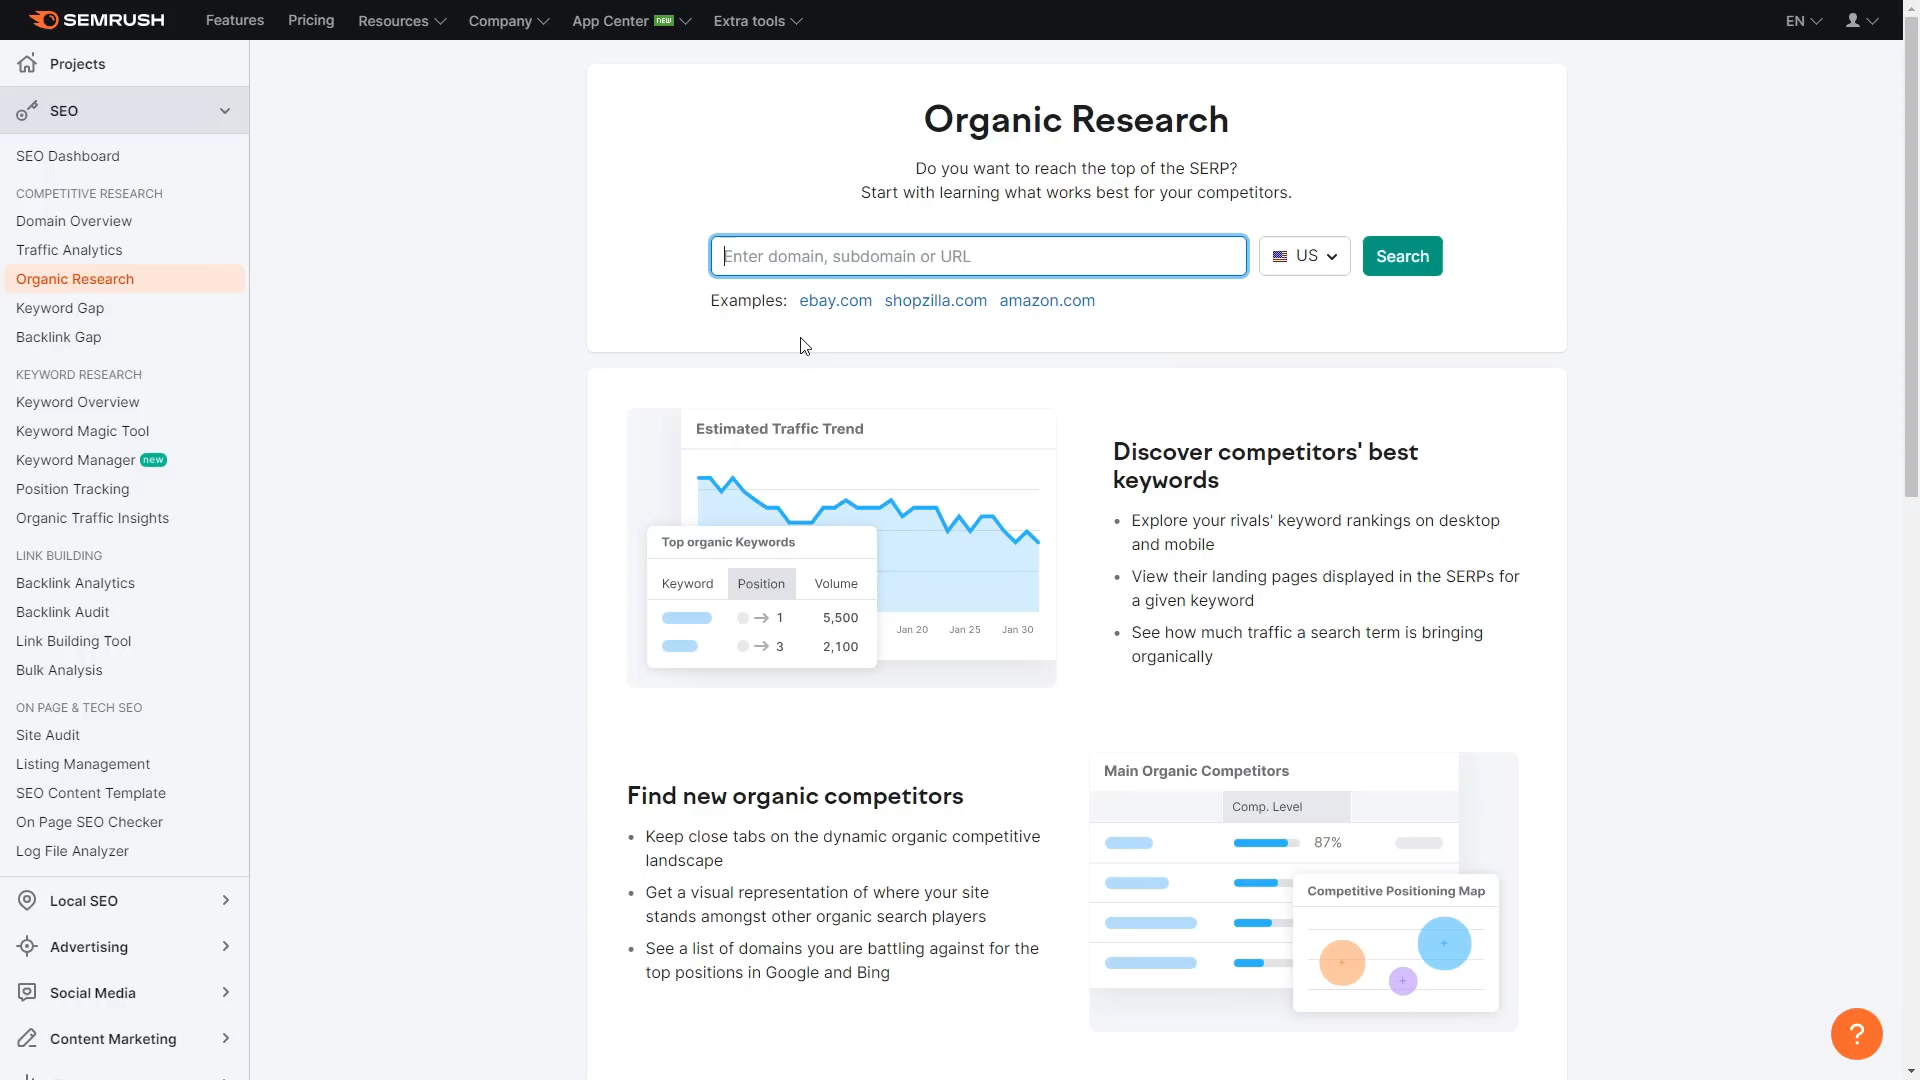 SEMRUSH
Features
Pricing
Resources
Company
App Center NEW
Extra tools
EN
Projects
SEO
SEO Dashboard
COMPETITIVE RESEARCH
Domain Overview
Traffic Analytics
Organic Research
Keyword Gap
Backlink Gap
KEYWORD RESEARCH
Keyword Overview
Keyword Magic Tool
Keyword Manager new
Position Tracking
Organic Traffic Insights
LINK BUILDING
Backlink Analytics
Backlink Audit
Link Building Tool
Bulk Analysis
ON PAGE & TECH SEO
Site Audit
Listing Management
SEO Content Template
On Page SEO Checker
Log File Analyzer
Local SEO
Advertising
Social Media
Content Marketing
Organic Research
Do you want to reach the top of the SERP?
Start with learning what works best for your competitors.
Enter domain, subdomain or URL
US
Search
Examples: ebay.com shopzilla.com amazon.com
Estimated Traffic Trend
Top organic Keywords
Keyword Position Volume
1 5,500
3 2,100
Jan 20 Jan 25 Jan 30
Discover competitors' best
keywords
Explore your rivals' keyword rankings on desktop
and mobile
View their landing pages displayed in the SERPs for
a given keyword
See how much traffic a search term is bringing
organically
Find new organic competitors
Keep close tabs on the dynamic organic competitive
landscape
Get a visual representation of where your site
stands amongst other organic search players
See a list of domains you are battling against for the
top positions in Google and Bing
Main Organic Competitors
Comp. Level
87%
Competitive Positioning Map
?